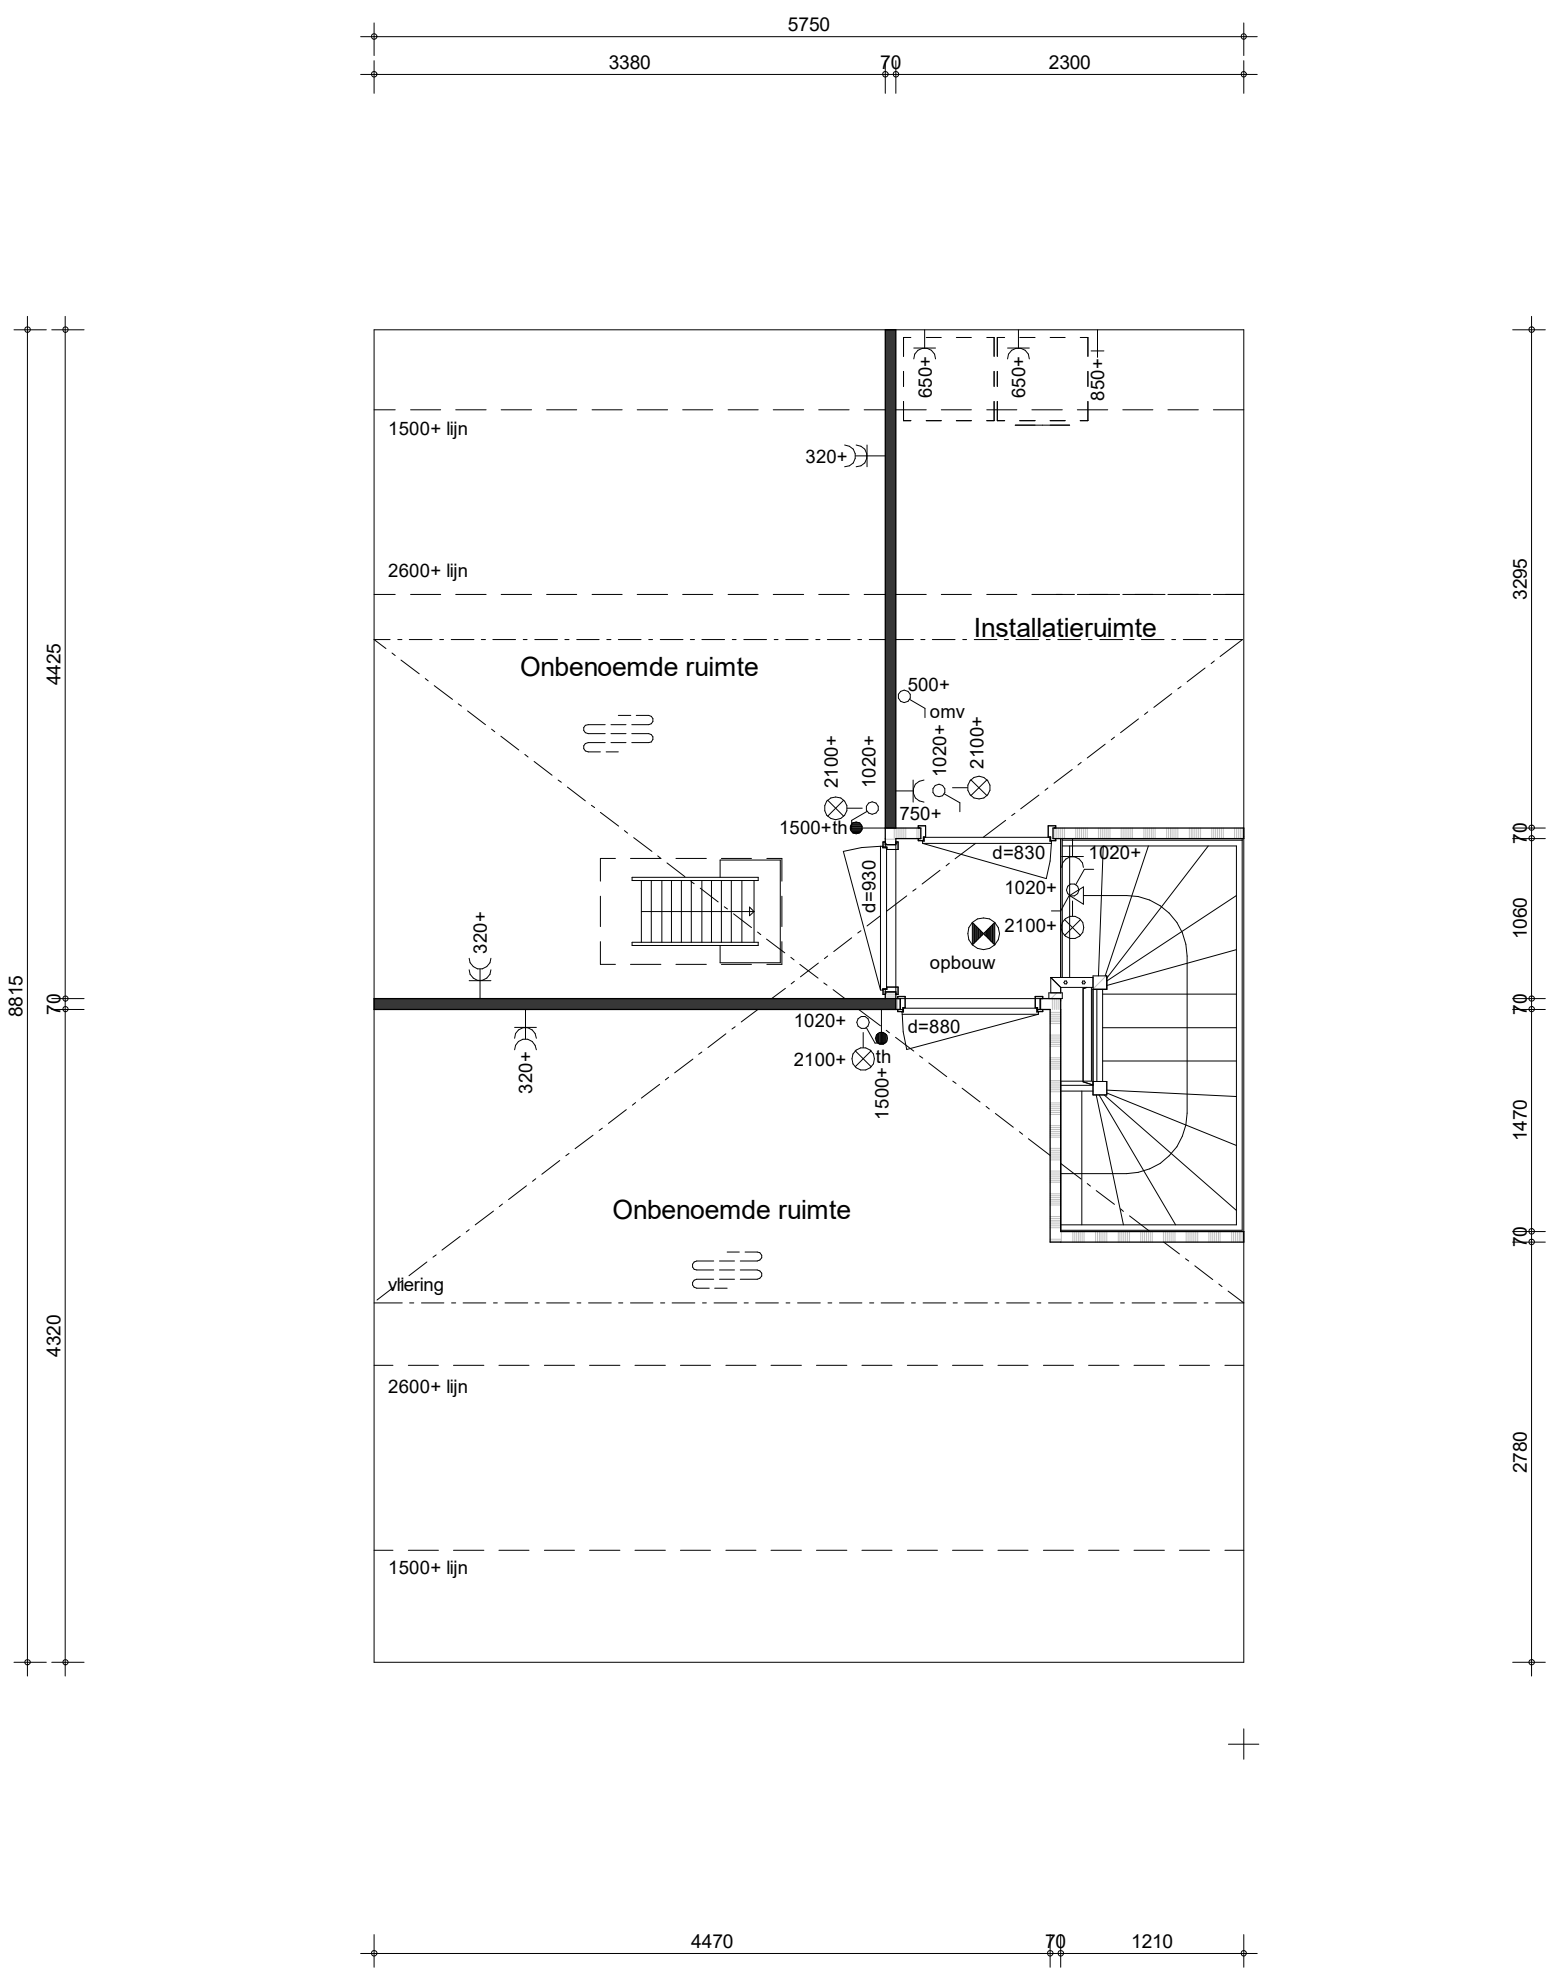 5750
3380
70
2300
650+
650+
850+
1500+ lijn
320+
2600+ lijn
3295
Installatieruimte
4425
Onbenoemde ruimte
500+
omv
2100+
1020+
1020+
2100+
750+
1500+th
70
d=830
1020+
d=930
1020+
1060
2100+
320+
opbouw
8815
70
70
1020+
d=880
2100+
th
320+
1500+
1470
Onbenoemde ruimte
70
vliering
4320
2600+ lijn
2780
1500+ lijn
4470
70
1210